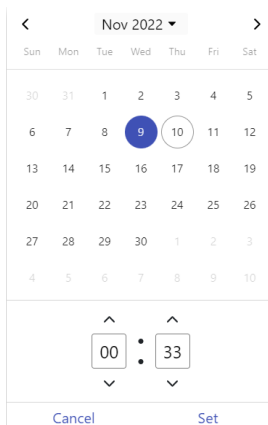 Nov 2022
Sun Mon Tue Wed Thu Fri Sat
30 31 1 2 3 4 5
6 7 8 9 10 11 12
13 14 15 16 17 18 19
20 21 22 23 24 25 26
27 28 29 30 1 2 3
4 5 6 7 8 9 10
00 : 33
Cancel Set